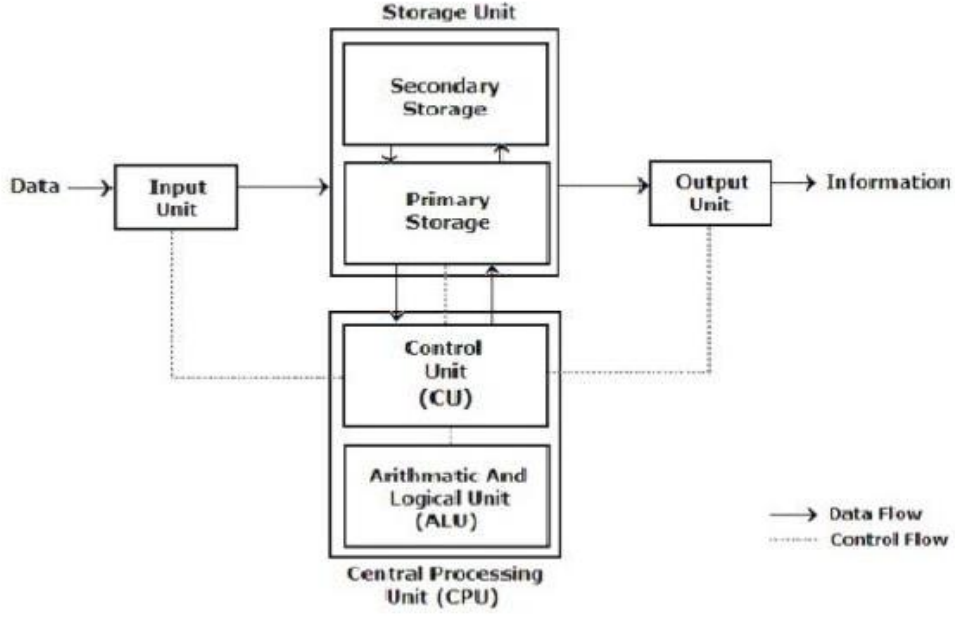 Storage Unit
Secondary
Storage
Data
Input
Unit
Primary
Storage
Output
Unit
Information
Control
Unit
(CU)
Arithmatic And
Logical Unit
(ALU)
Data Flow
Control Flow
Central Processing
Unit (CPU)